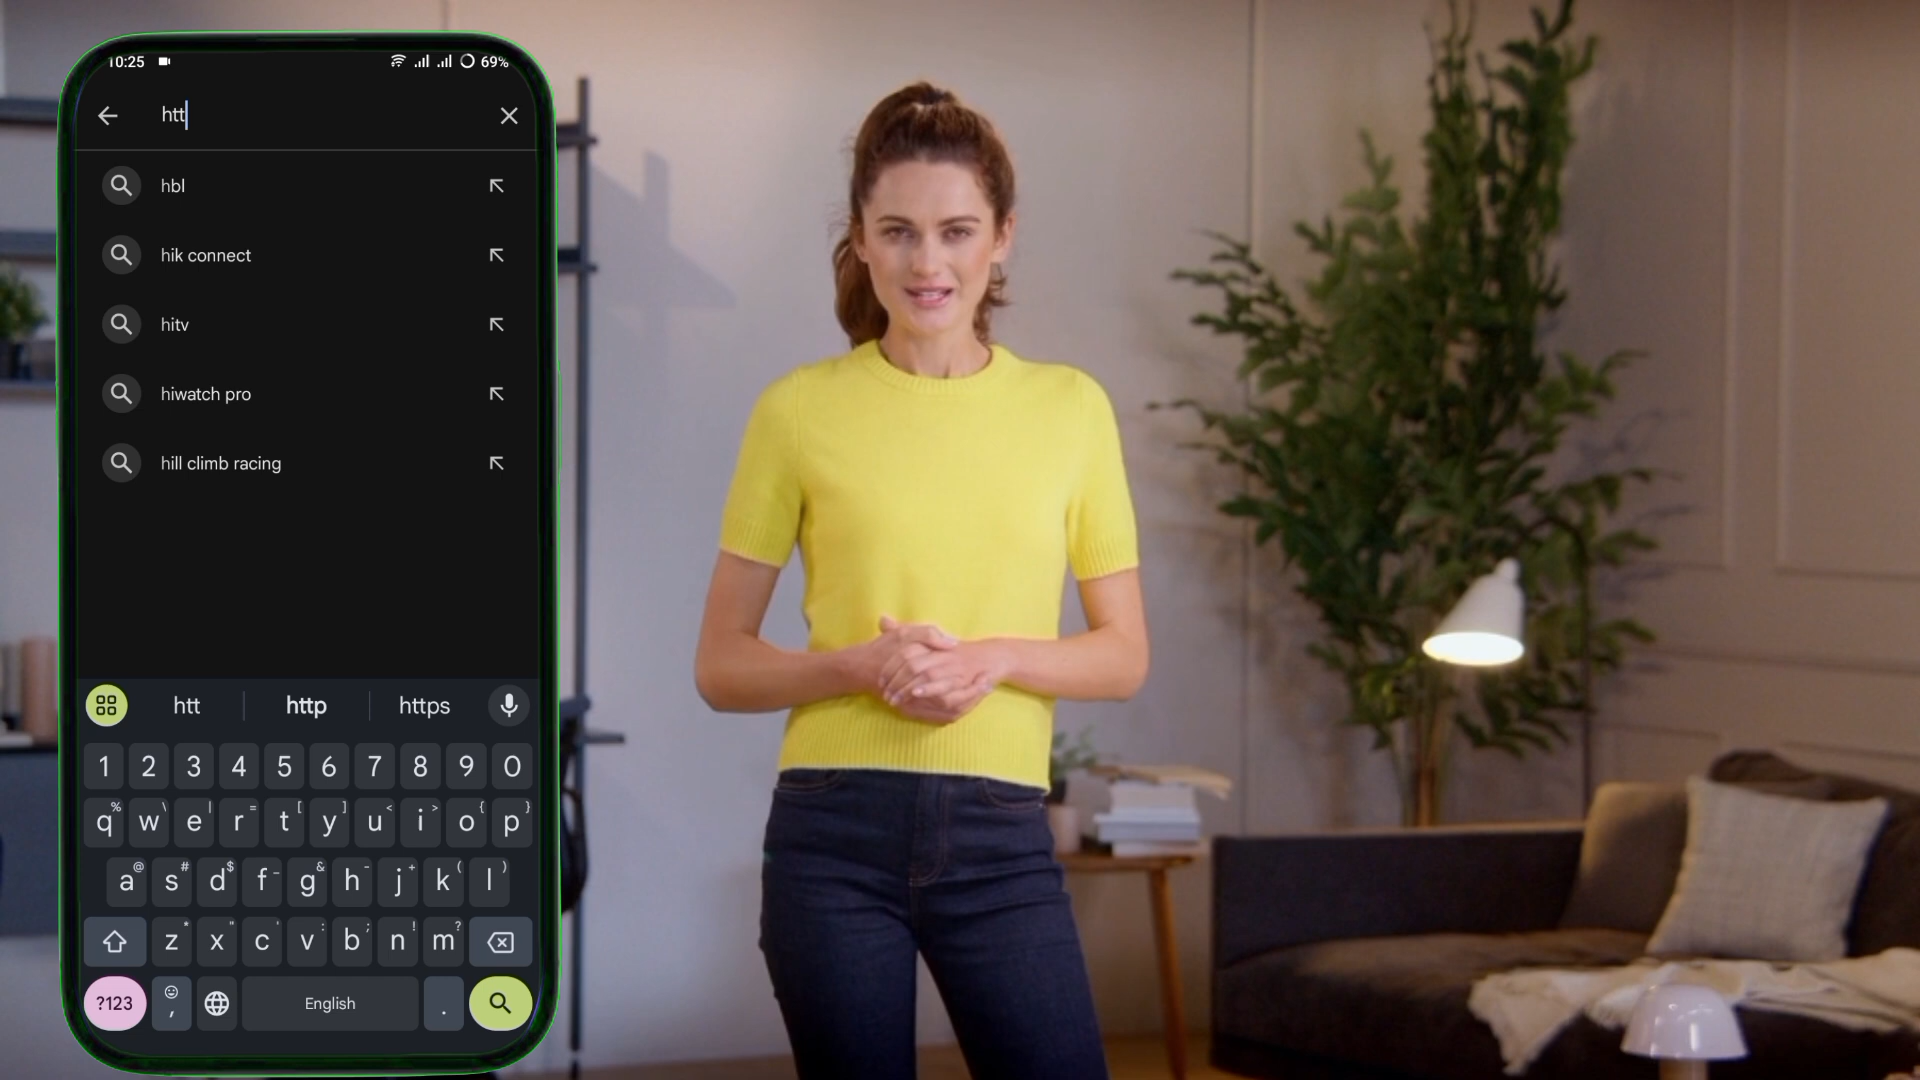 10:25 69%
htt
hbl
hik connect
hitv
hiwatch pro
hill climb racing
htt http https
1 2 3 4 5 6 7 8 9 0
% \ | = [ ] < > { }
q w e r t y u i o p
@ # $ - & - + ( )
a s d f g h j k l
* " ' : ; ! ?
z x c v b n m
?123 , English .